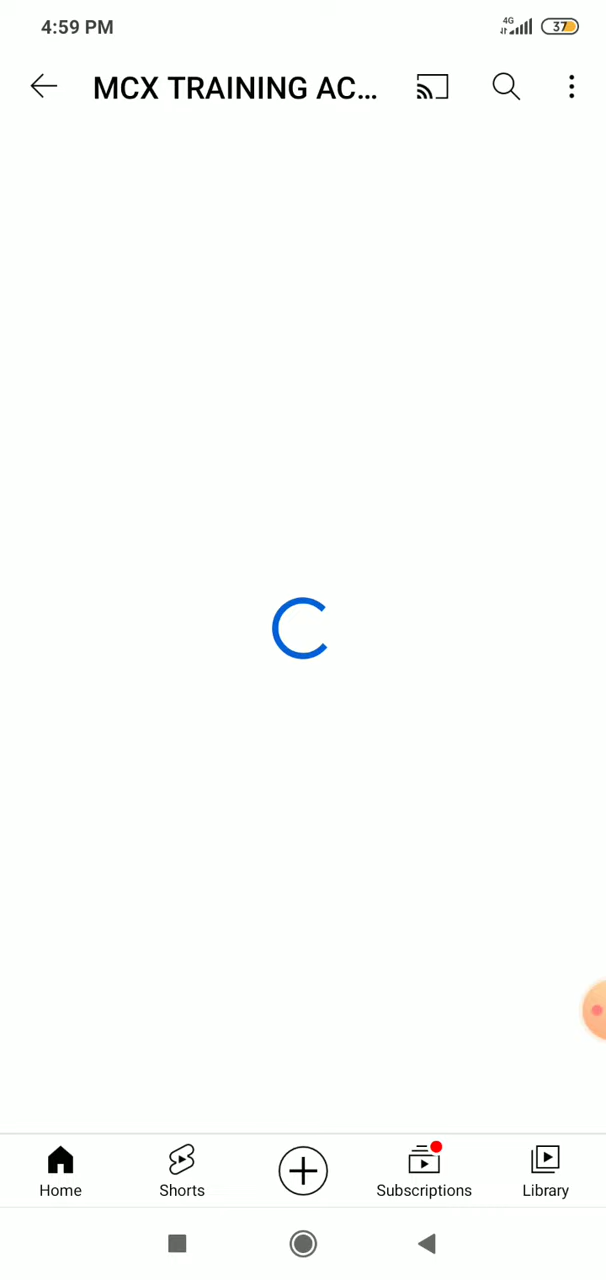 4:59 PM
4G
37
MCX TRAINING AC...
Home
Shorts
Subscriptions
Library